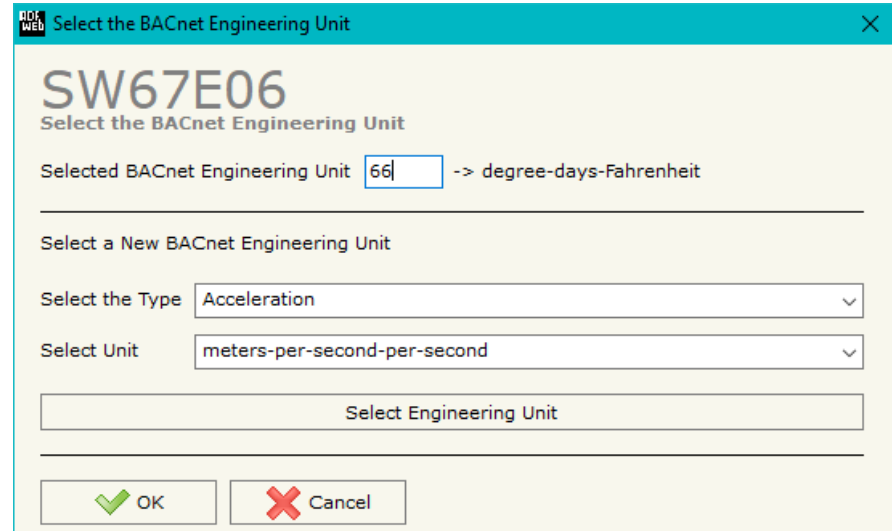 ADF
WEB
Select the BACnet Engineering Unit
SW67E06
Select the BACnet Engineering Unit
Selected BACnet Engineering Unit 66 -> degree-days-Fahrenheit
Select a New BACnet Engineering Unit
Select the Type Acceleration
Select Unit meters-per-second-per-second
Select Engineering Unit
OK Cancel